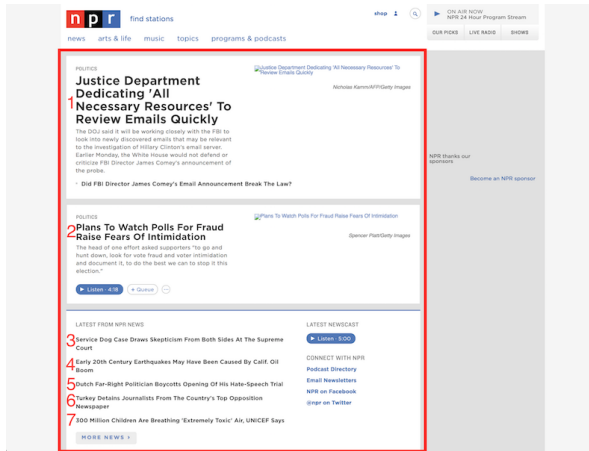 npr
find stations
shop
news arts & life music topics programs & podcasts
ON AIR NOW
NPR 24 Hour Program Stream
OUR PICKS LIVE RADIO SHOWS
POLITICS
1
Justice Department
Dedicating 'All
Necessary Resources' To
Review Emails Quickly
The DOJ said it will be working closely with the FBI to
look into newly discovered emails that may be relevant
to the investigation of Hillary Clinton's email server.
Earlier Monday, the White House would not defend or
criticize FBI Director James Comey's announcement of
the probe.
Did FBI Director James Comey's Email Announcement Break The Law?
Justice Department Dedicating 'All Necessary Resources' To
Review Emails Quickly
Nicholas Kamm/AFP/Getty Images
NPR thanks our
sponsors
Become an NPR sponsor
POLITICS
2
Plans To Watch Polls For Fraud
Raise Fears Of Intimidation
The head of one effort asked supporters "to go and
hunt down, look for vote fraud and voter intimidation
and document it, to do the best we can to stop it this
election."
Listen · 4:18 + Queue
Plans To Watch Polls For Fraud Raise Fears Of Intimidation
Spencer Platt/Getty Images
LATEST FROM NPR NEWS
3 Service Dog Case Draws Skepticism From Both Sides At The Supreme
Court
4 Early 20th Century Earthquakes May Have Been Caused By Calif. Oil
Boom
5 Dutch Far-Right Politician Boycotts Opening Of His Hate-Speech Trial
6 Turkey Detains Journalists From The Country's Top Opposition
Newspaper
7 300 Million Children Are Breathing 'Extremely Toxic' Air, UNICEF Says
MORE NEWS >
LATEST NEWSCAST
Listen · 5:00
CONNECT WITH NPR
Podcast Directory
Email Newsletters
NPR on Facebook
@npr on Twitter